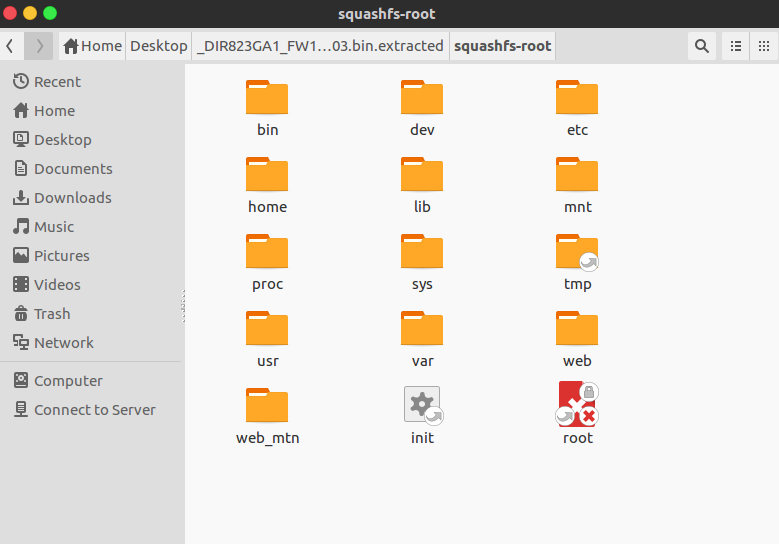 squashfs-root
Home Desktop _DIR823GA1_FW1…03.bin.extracted squashfs-root
Recent
Home
Desktop
Documents
Downloads
Music
Pictures
Videos
Trash
Network
Computer
Connect to Server
bin dev etc
home lib mnt
proc sys tmp
usr var web
web_mtn init root